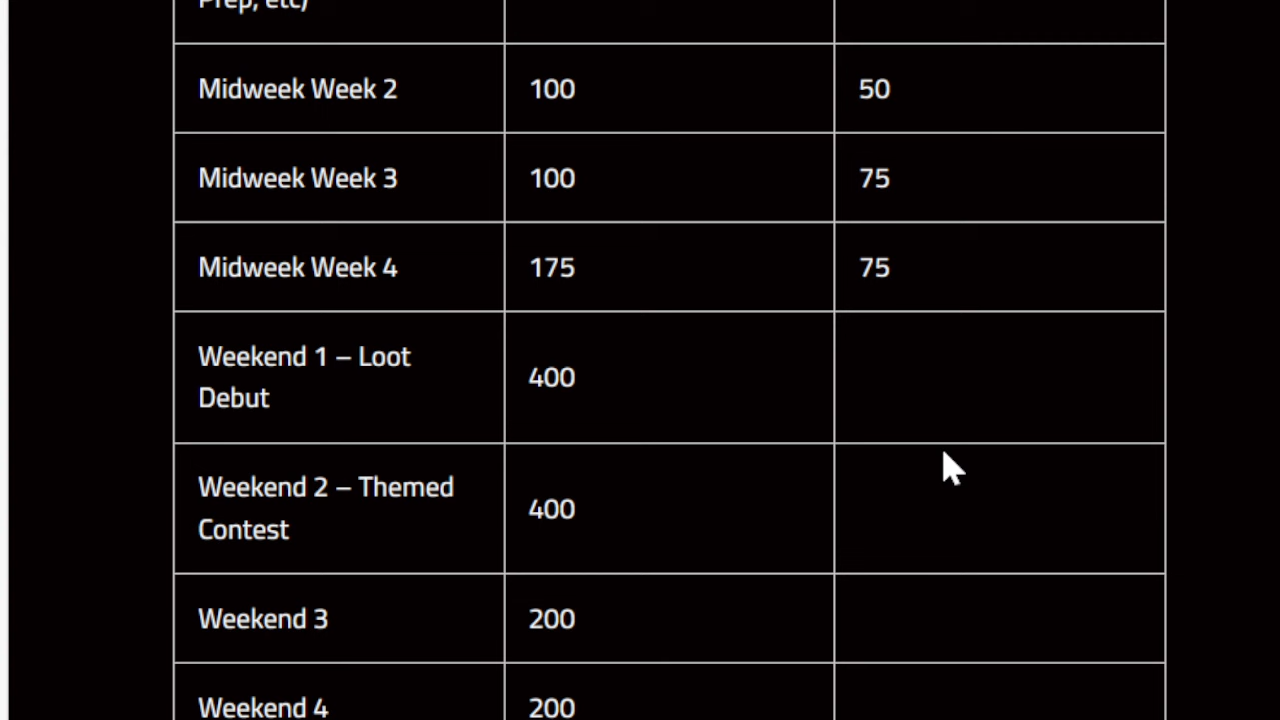 Prep, etc)
Midweek Week 2 100 50
Midweek Week 3 100 75
Midweek Week 4 175 75
Weekend 1 – Loot
Debut
400
Weekend 2 – Themed
Contest
400
Weekend 3 200
Weekend 4 200